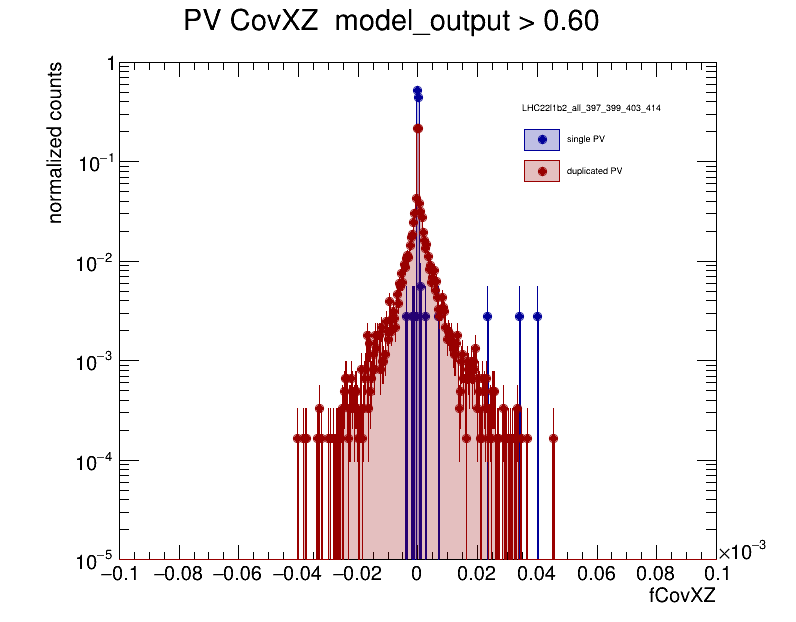 PV CovXZ model_output > 0.60
normalized counts
1
10−1
10−2
10−3
10−4
10−5
LHC22l1b2_all_397_399_403_414
single PV
duplicated PV
−0.1 −0.08 −0.06 −0.04 −0.02 0 0.02 0.04 0.06 0.08 0.1
×10−3
fCovXZ